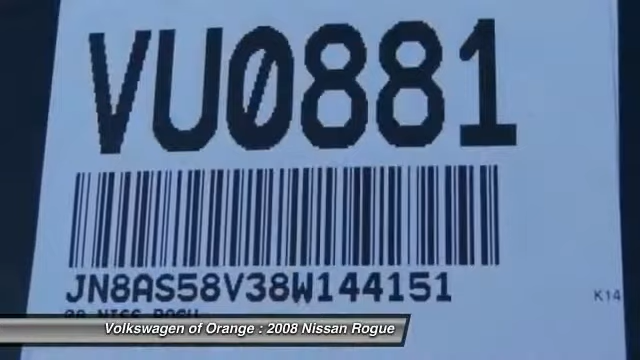 VU0881
JN8AS58V38W144151
K14
Volkswagen of Orange : 2008 Nissan Rogue